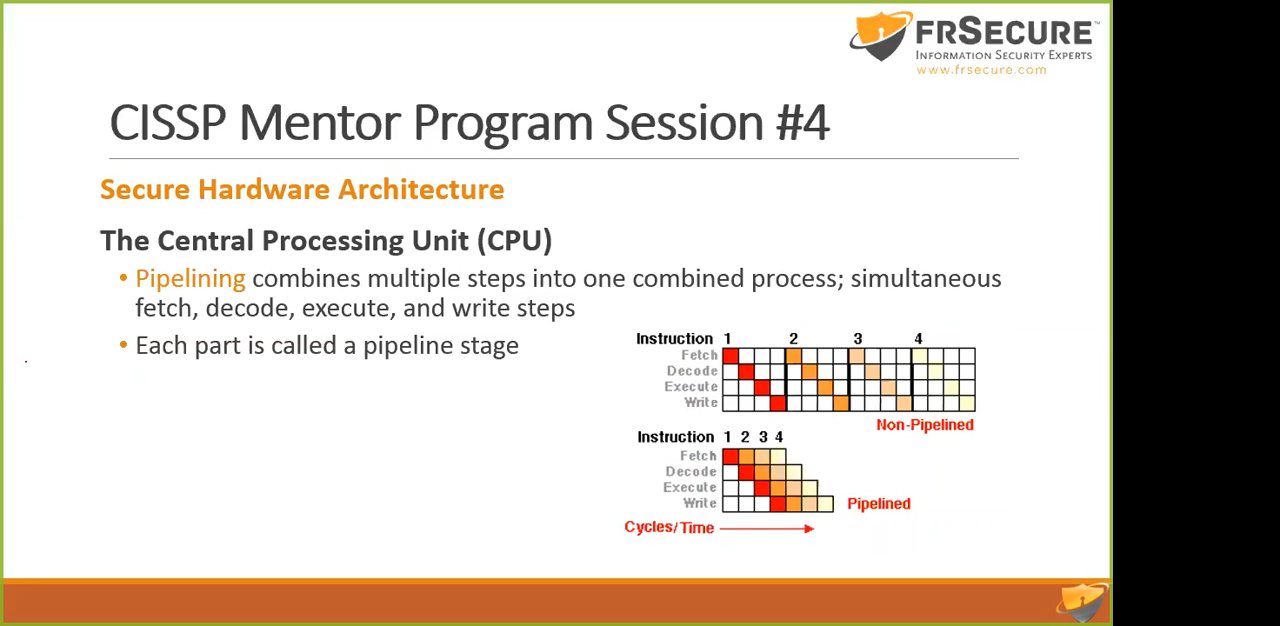 FRSECURE™
INFORMATION SECURITY EXPERTS
www.frsecure.com
CISSP Mentor Program Session #4
Secure Hardware Architecture
The Central Processing Unit (CPU)
• Pipelining combines multiple steps into one combined process; simultaneous
fetch, decode, execute, and write steps
• Each part is called a pipeline stage
Instruction 1 2 3 4
Fetch
Decode
Execute
Write
Non-Pipelined
Instruction 1 2 3 4
Fetch
Decode
Execute
Write
Pipelined
Cycles/Time